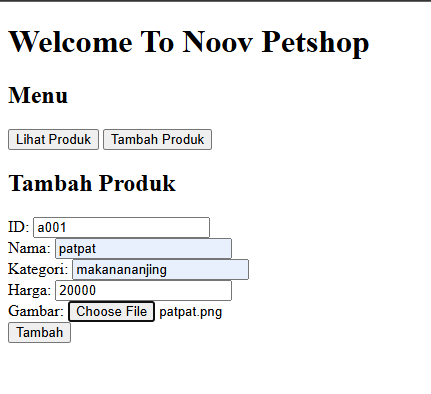 Welcome To Noov Petshop
Menu
Lihat Produk Tambah Produk
Tambah Produk
ID: a001
Nama: patpat
Kategori: makanananjing
Harga: 20000
Gambar: Choose File patpat.png
Tambah